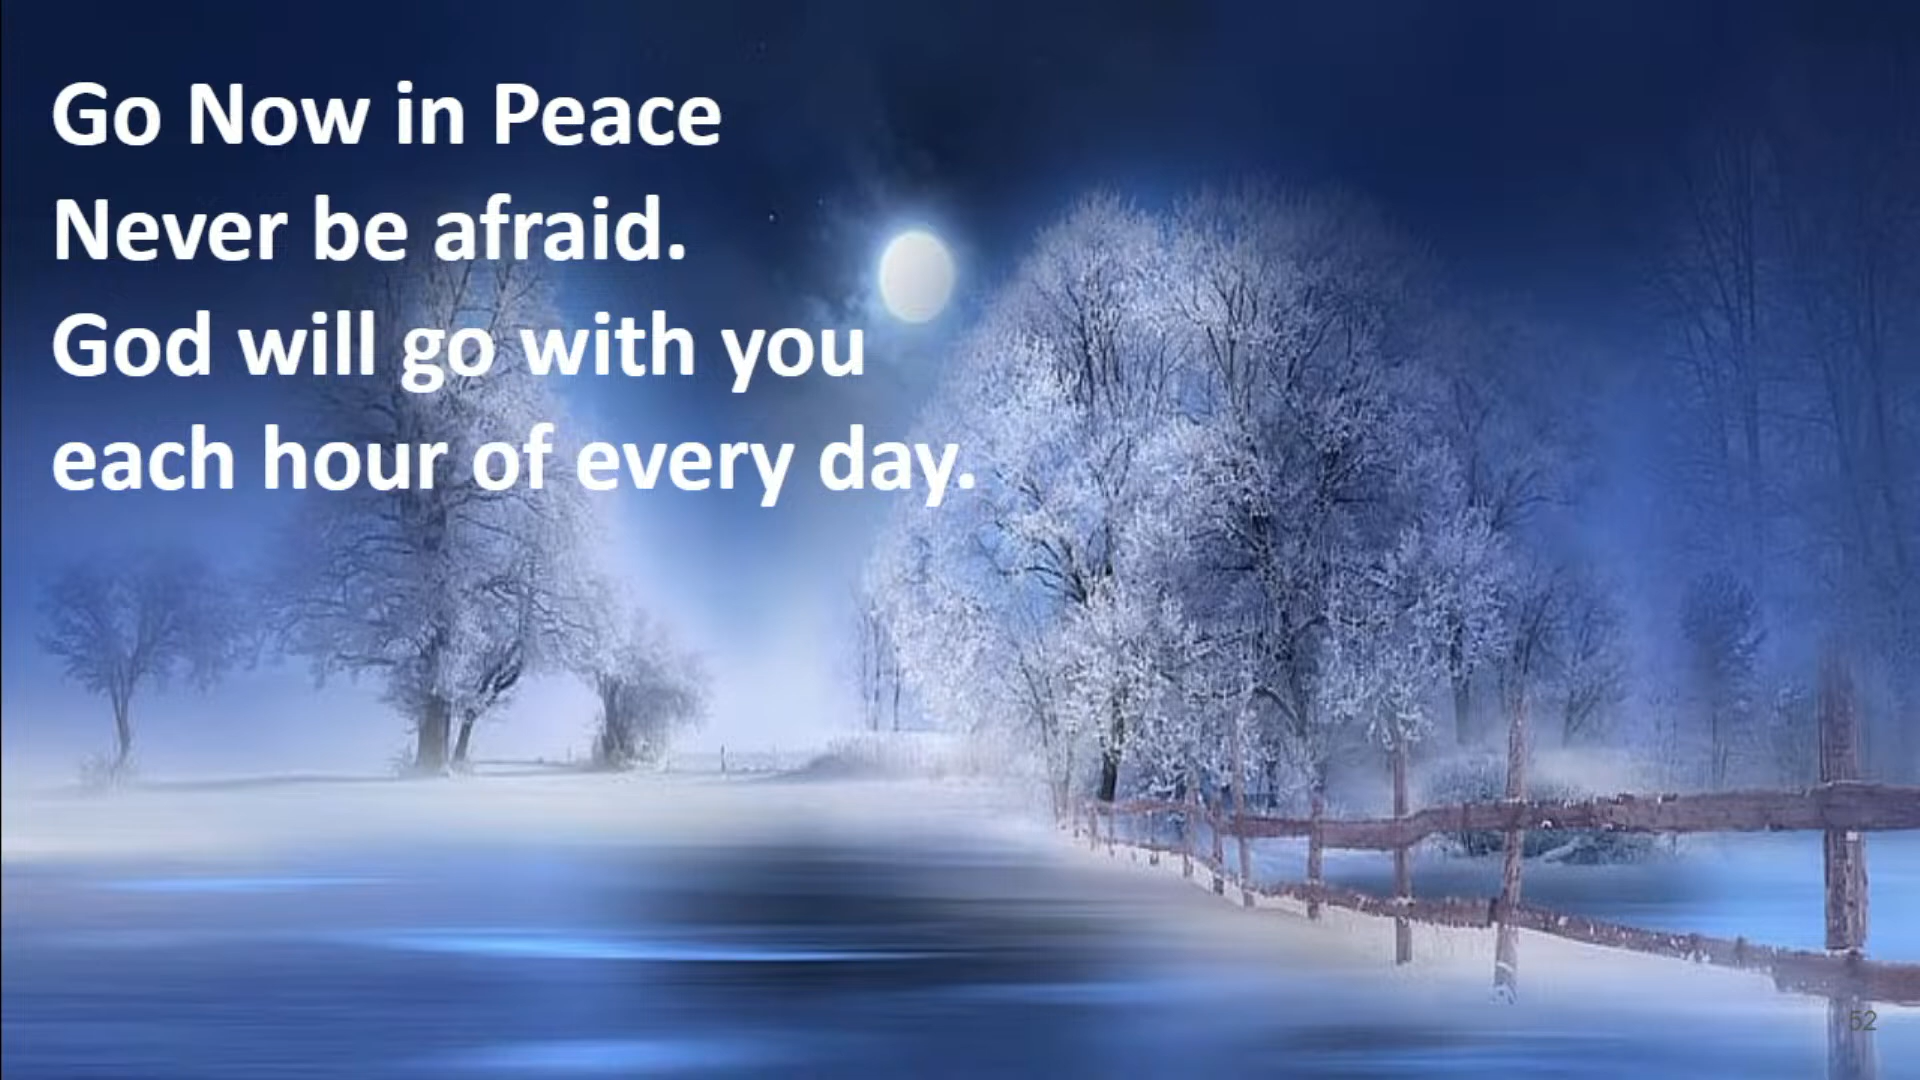 Go Now in Peace
Never be afraid.
God will go with you
each hour of every day.
52